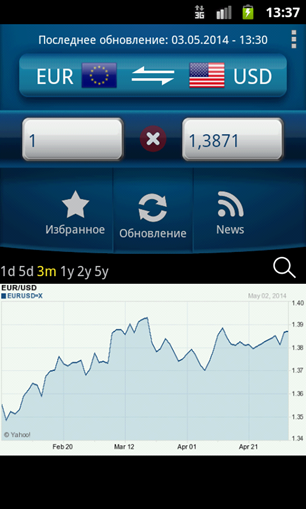 3G 13:37
Последнее обновление: 03.05.2014 - 13:30
EUR USD
1 1,3871
Избранное Обновление News
1d 5d 3m 1y 2y 5y
EUR/USD
EURUSD=X May 02, 2014
1.40
1.39
1.38
1.37
1.36
1.35
1.34
© Yahoo!
Feb 20 Mar 12 Apr 01 Apr 21